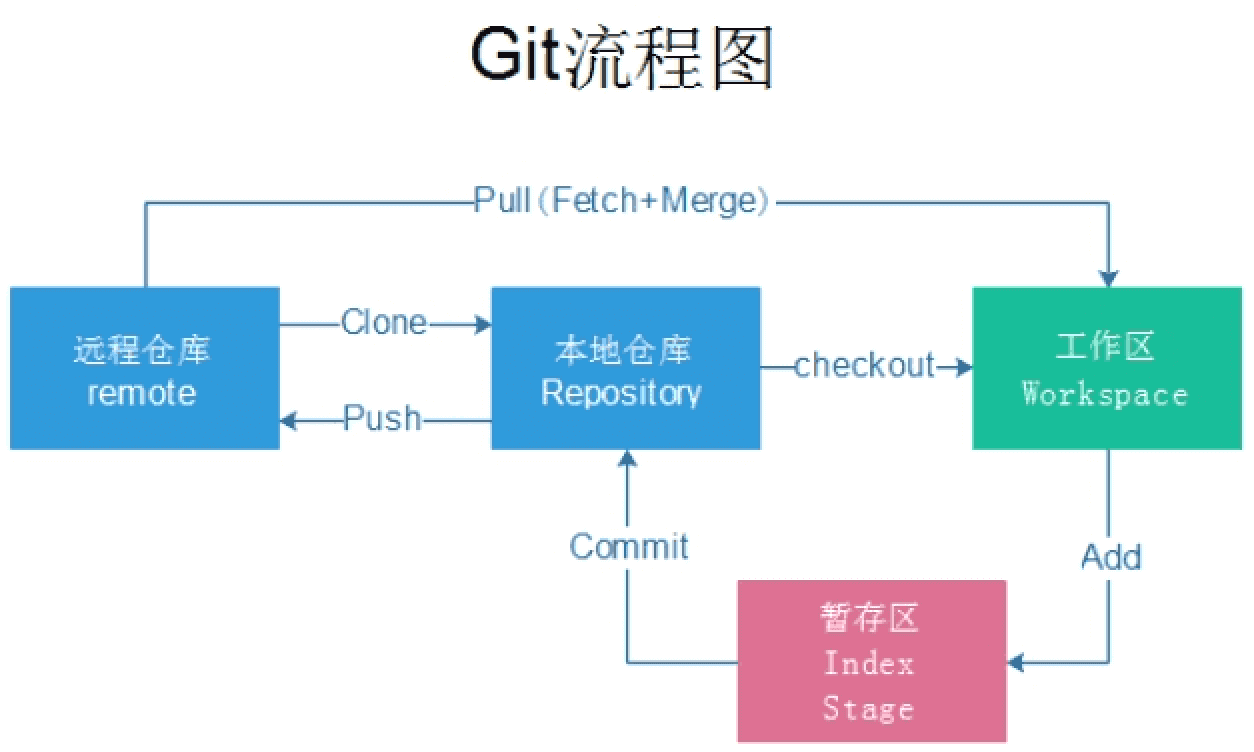 Git流程图
Pull（Fetch+Merge）
远程仓库
remote
Clone
Push
本地仓库
Repository
checkout
工作区
Workspace
Commit
Add
暂存区
Index
Stage